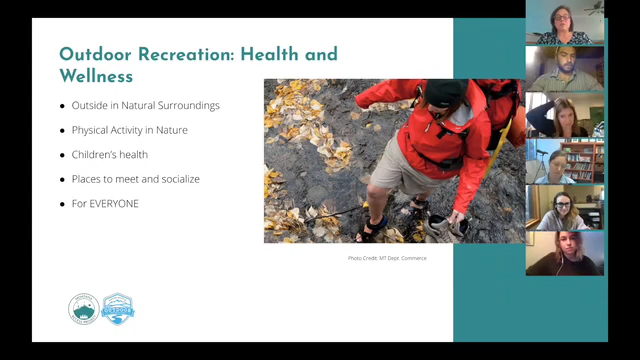 Outdoor Recreation: Health and
Wellness
● Outside in Natural Surroundings
● Physical Activity in Nature
● Children's health
● Places to meet and socialize
● For EVERYONE
Photo Credit: MT Dept. Commerce
OUTDOOR